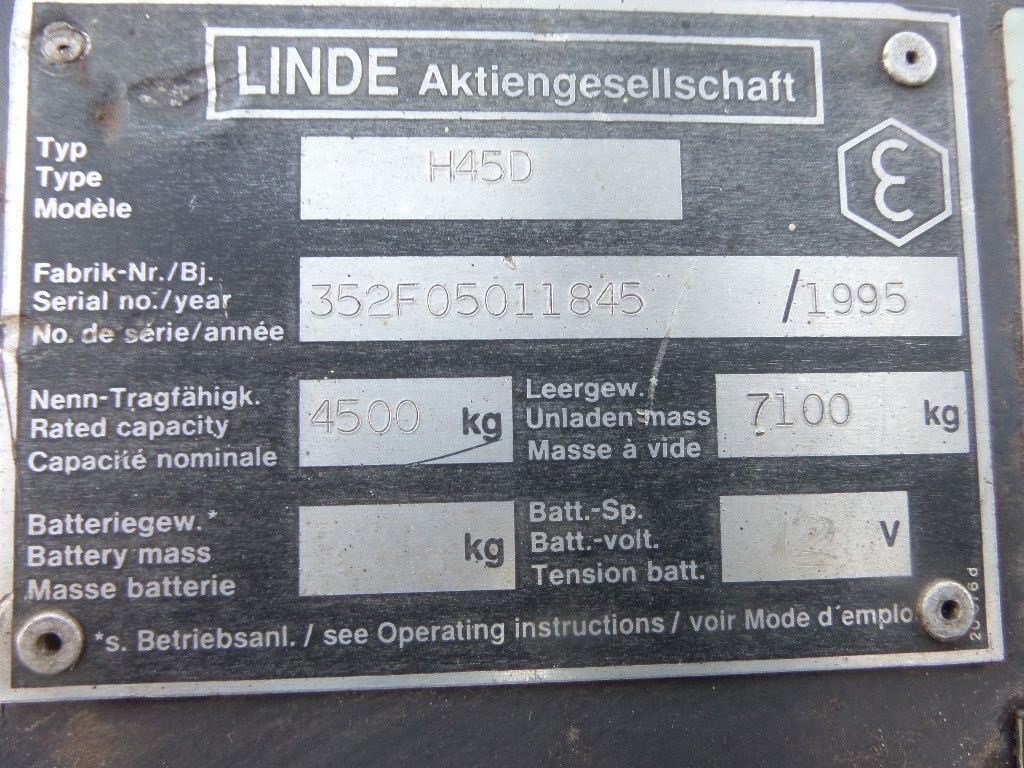 LINDE Aktiengesellschaft
Typ
Type
Modèle
H45D
Fabrik-Nr./Bj.
Serial no./year
No. de série/année
352F05011845 /1995
Nenn-Tragfähigk.
Rated capacity
Capacité nominale
4500 kg
Leergew.
Unladen mass
Masse à vide
7100 kg
Batteriegew.*
Battery mass
Masse batterie
kg
Batt.-Sp.
Batt.-volt.
Tension batt.
12 V
*s. Betriebsanl. / see Operating instructions / voir Mode d´emplo